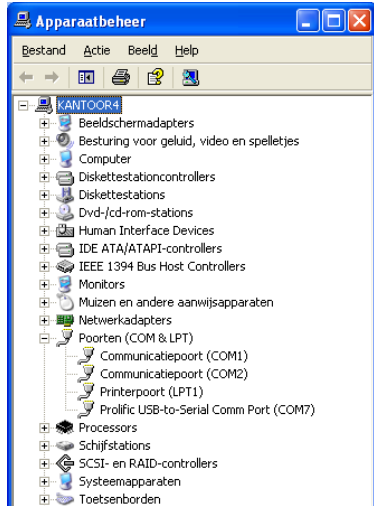 Apparaatbeheer
Bestand Actie Beeld Help
KANTOOR4
Beeldschermadapters
Besturing voor geluid, video en spelletjes
Computer
Diskettestationcontrollers
Diskettestations
Dvd-/cd-rom-stations
Human Interface Devices
IDE ATA/ATAPI-controllers
IEEE 1394 Bus Host Controllers
Monitors
Muizen en andere aanwijsapparaten
Netwerkadapters
Poorten (COM & LPT)
Communicatiepoort (COM1)
Communicatiepoort (COM2)
Printerpoort (LPT1)
Prolific USB-to-Serial Comm Port (COM7)
Processors
Schijfstations
SCSI- en RAID-controllers
Systeemapparaten
Toetsenborden